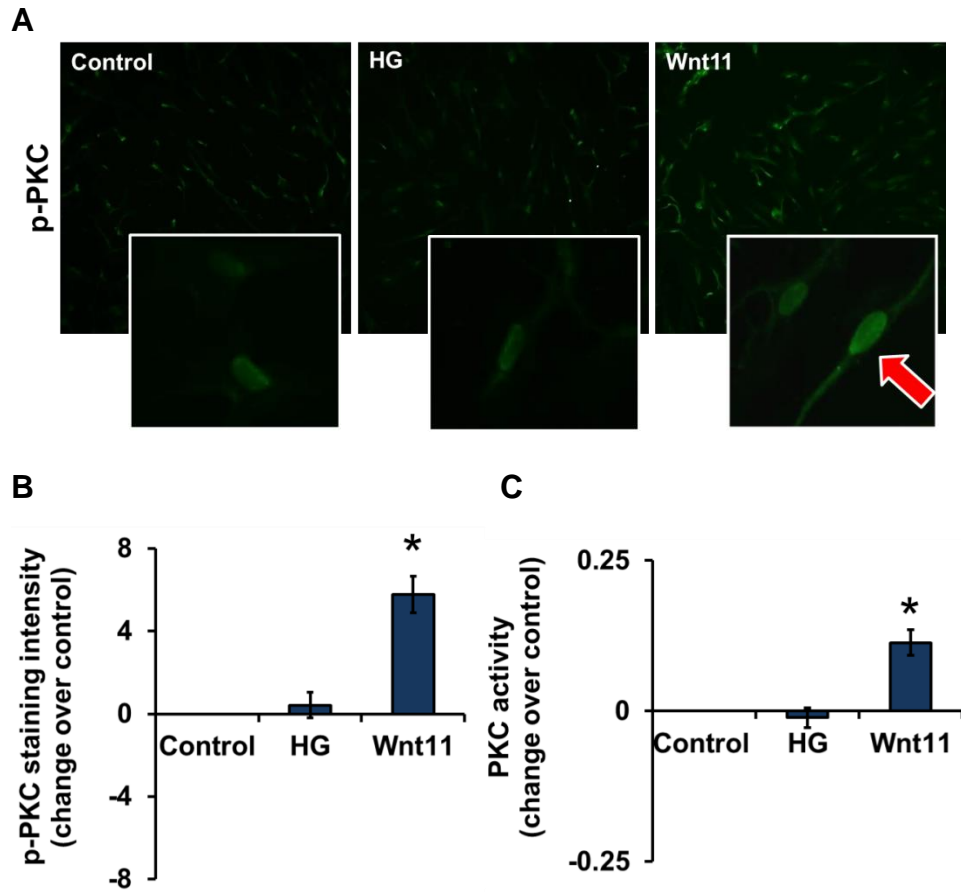 A
Control
HG
Wnt11
p-PKC
B
C
p-PKC staining intensity
(change over control)
8
4
0
-4
-8
*
Control
HG
Wnt11
PKC activity
(change over control)
0.25
0
-0.25
*
Control
HG
Wnt11